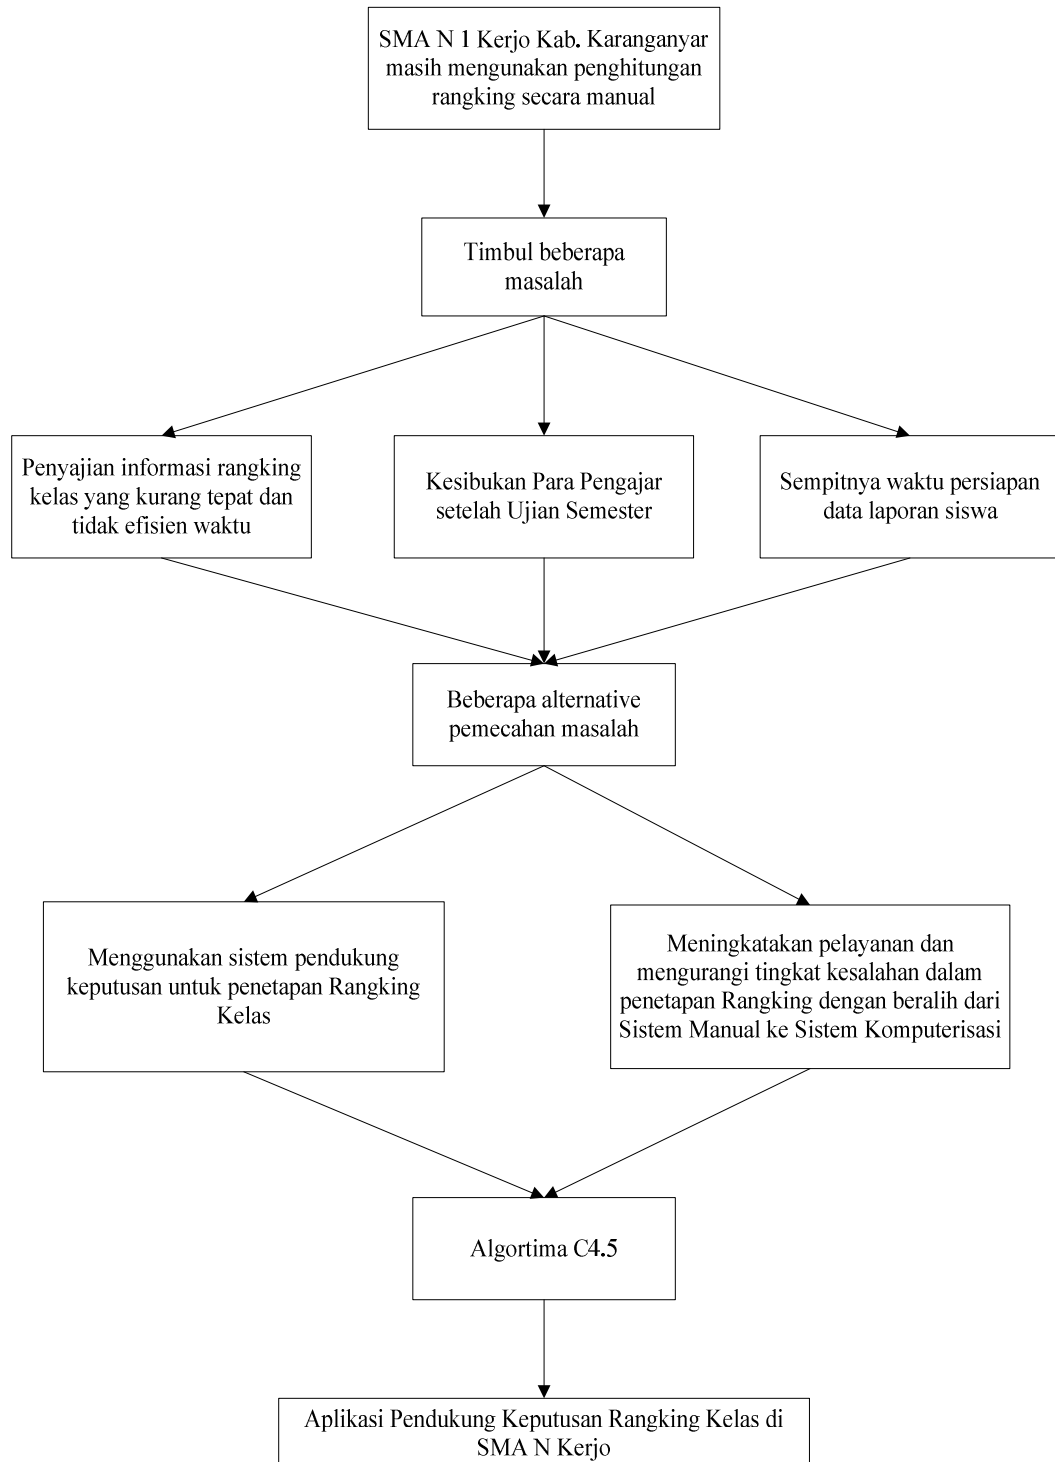 SMA N 1 Kerjo Kab. Karanganyar
masih mengunakan penghitungan
rangking secara manual
Timbul beberapa
masalah
Penyajian informasi rangking
kelas yang kurang tepat dan
tidak efisien waktu
Kesibukan Para Pengajar
setelah Ujian Semester
Sempitnya waktu persiapan
data laporan siswa
Beberapa alternative
pemecahan masalah
Menggunakan sistem pendukung
keputusan untuk penetapan Rangking
Kelas
Meningkatakan pelayanan dan
mengurangi tingkat kesalahan dalam
penetapan Rangking dengan beralih dari
Sistem Manual ke Sistem Komputerisasi
Algortima C4.5
Aplikasi Pendukung Keputusan Rangking Kelas di
SMA N Kerjo